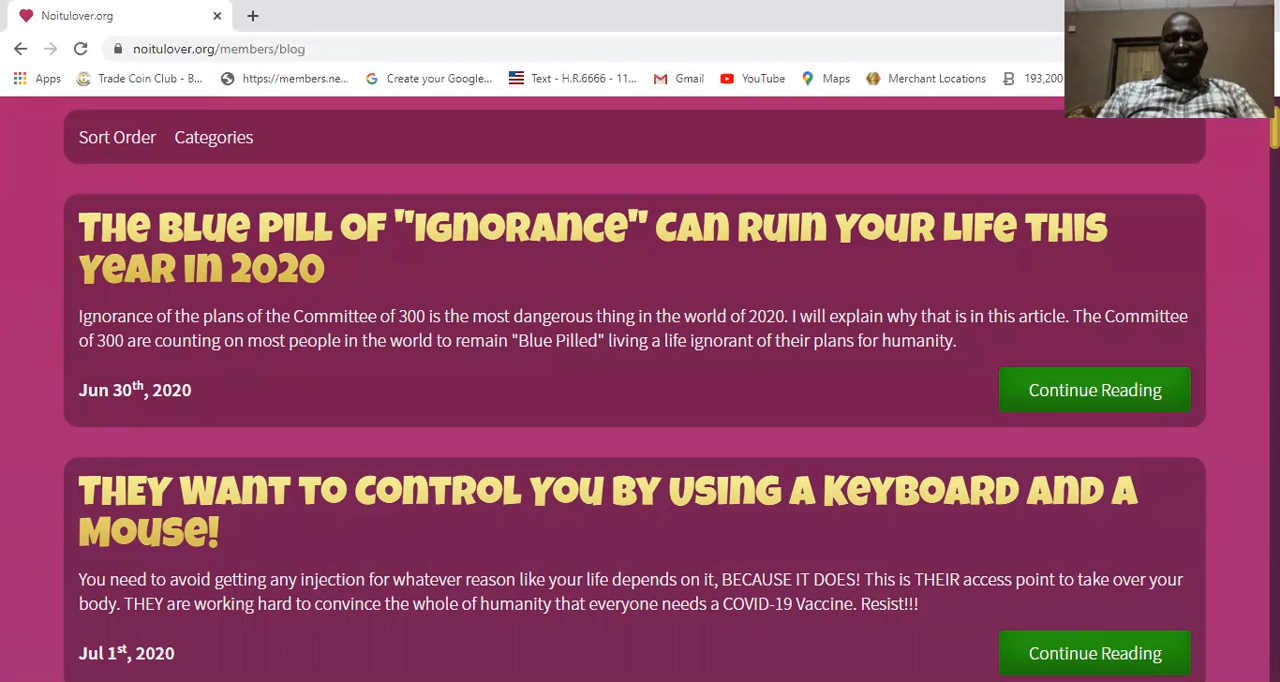 Noitulover.org
noitulover.org/members/blog
Apps Trade Coin Club - B... https://members.ne... Create your Google... Text - H.R.6666 - 11... Gmail YouTube Maps Merchant Locations 193,200
Sort Order Categories
THE BLUE PILL OF "IGNORANCE" CAN RUIN YOUR LIFE THIS
YEAR IN 2020
Ignorance of the plans of the Committee of 300 is the most dangerous thing in the world of 2020. I will explain why that is in this article. The Committee
of 300 are counting on most people in the world to remain "Blue Pilled" living a life ignorant of their plans for humanity.
Jun 30th, 2020
Continue Reading
THEY WANT TO CONTROL YOU BY USING A KEYBOARD AND A
MOUSE!
You need to avoid getting any injection for whatever reason like your life depends on it, BECAUSE IT DOES! This is THEIR access point to take over your
body. THEY are working hard to convince the whole of humanity that everyone needs a COVID-19 Vaccine. Resist!!!
Jul 1st, 2020
Continue Reading